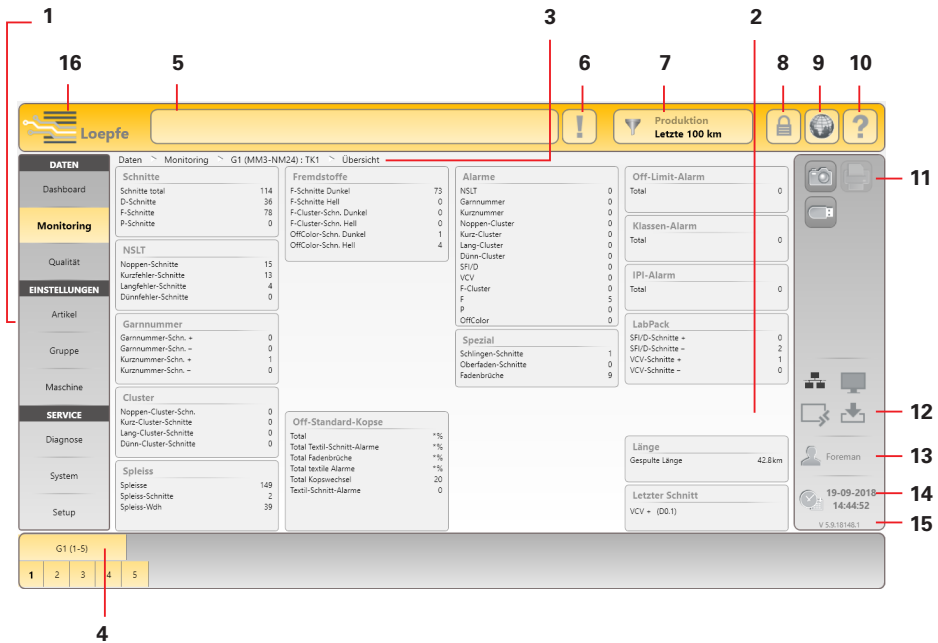 1
3
2
16
5
6
7
8
9
10
Loepfe
!
Produktion
Letzte 100 km
?
DATEN
Dashboard
Monitoring
Qualität
EINSTELLUNGEN
Artikel
Gruppe
Maschine
SERVICE
Diagnose
System
Setup
Daten > Monitoring > G1 (MM3-NM24) : TK1 > Übersicht
Schnitte
Schnitte total 114
D-Schnitte 36
F-Schnitte 78
P-Schnitte 0
NSLT
Noppen-Schnitte 15
Kurzfehler-Schnitte 13
Langfehler-Schnitte 4
Dünnfehler-Schnitte 0
Garnnummer
Garnnummer-Schn. + 0
Garnnummer-Schn. – 0
Kurznummer-Schn. + 1
Kurznummer-Schn. – 0
Cluster
Noppen-Cluster-Schn. 0
Kurz-Cluster-Schnitte 0
Lang-Cluster-Schnitte 0
Dünn-Cluster-Schnitte 0
Spleiss
Spleisse 149
Spleiss-Schnitte 2
Spleiss-Wdh 39
Fremdstoffe
F-Schnitte Dunkel 73
F-Schnitte Hell 0
F-Cluster-Schn. Dunkel 0
F-Cluster-Schn. Hell 0
OffColor-Schn. Dunkel 1
OffColor-Schn. Hell 4
Off-Standard-Kopse
Total *%
Total Textil-Schnitt-Alarme *%
Total Fadenbrüche *%
Total textile Alarme *%
Total Kopswechsel 20
Textil-Schnitt-Alarme 0
Alarme
NSLT 0
Garnnummer 0
Kurznummer 0
Noppen-Cluster 0
Kurz-Cluster 0
Lang-Cluster 0
Dünn-Cluster 0
SFI/D 0
VCV 0
F-Cluster 0
F 5
P 0
OffColor 0
Spezial
Schlingen-Schnitte 1
Oberfaden-Schnitte 0
Fadenbrüche 9
Off-Limit-Alarm
Total 0
Klassen-Alarm
Total 0
IPI-Alarm
Total 0
LabPack
SFI/D-Schnitte + 0
SFI/D-Schnitte – 2
VCV-Schnitte + 1
VCV-Schnitte – 0
Länge
Gespulte Länge 42.8km
Letzter Schnitt
VCV + (D0.1)
11
12
Foreman
13
19-09-2018
14:44:52
14
V 5.9.18148.1
15
G1 (1-5)
1 2 3 4 5
4